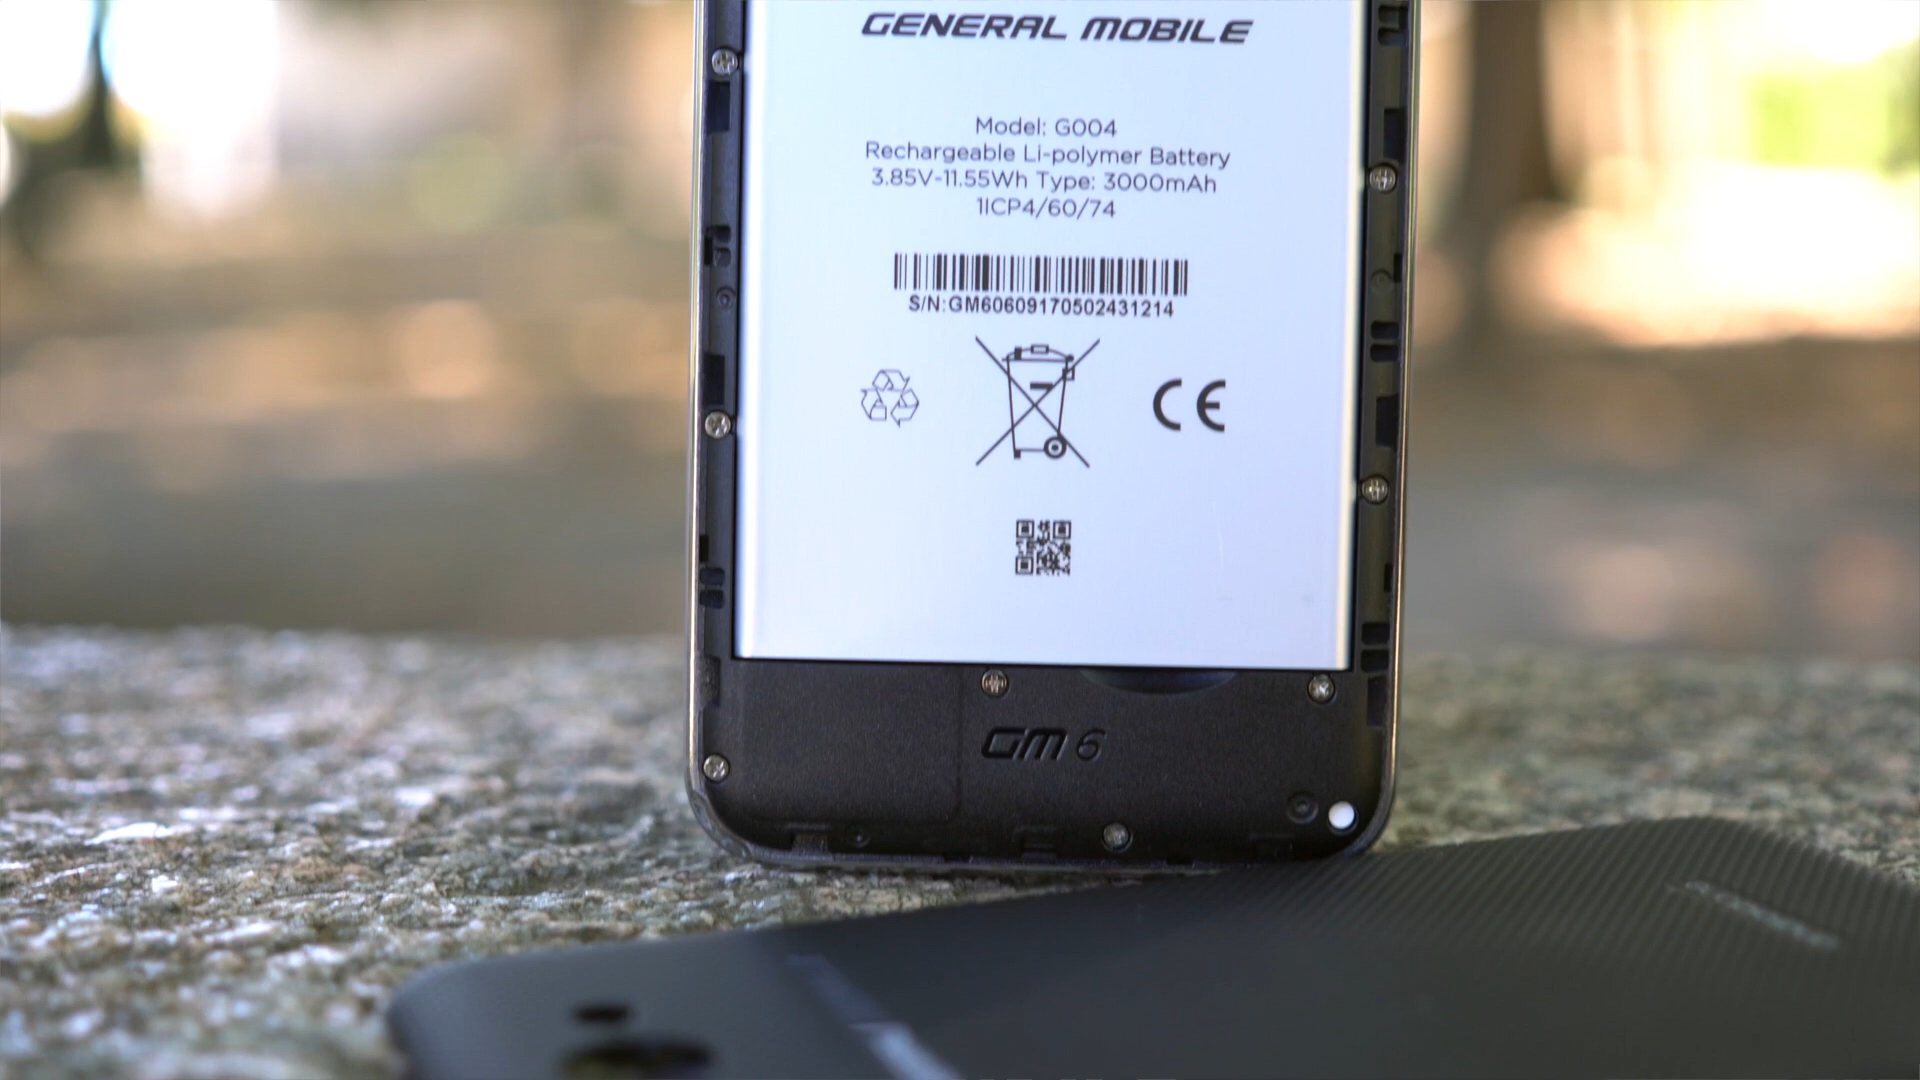 GENERAL MOBILE
Model: G004
Rechargeable Li-polymer Battery
3.85V-11.55Wh Type: 3000mAh
1ICP4/60/74
S/N:GM60609170502431214
CE
GM 6